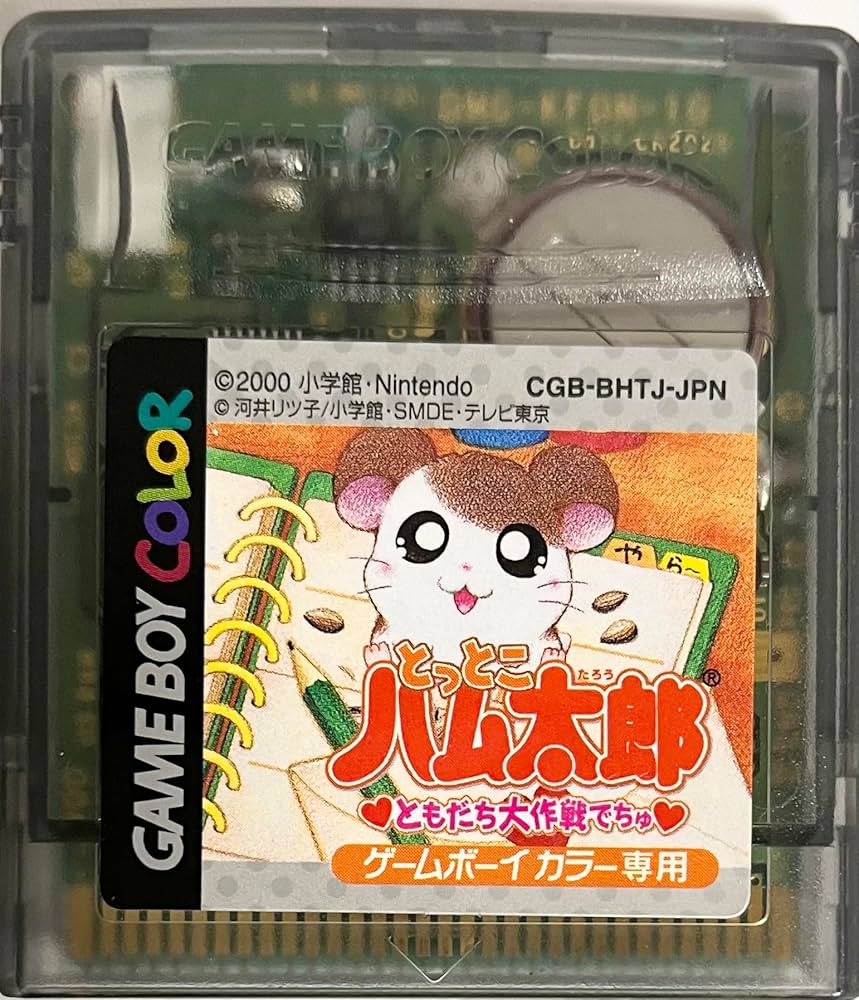 GAME BOY COLOR
GAME BOY COLOR
©2000 小学館・Nintendo CGB-BHTJ-JPN
© 河井リツ子/小学館・SMDE・テレビ東京
や ら〜
とっとこ
たろう
ハム太郎®
♥ともだち大作戦でちゅ♥
ゲームボーイカラー専用